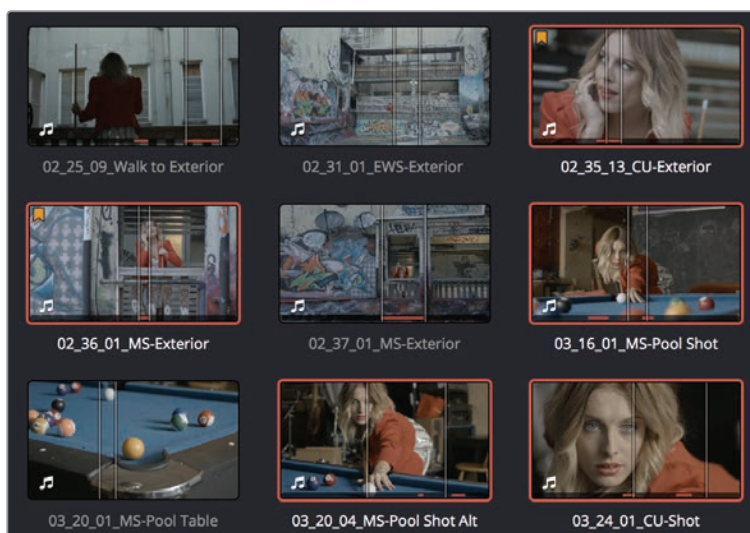 02_25_09_Walk to Exterior
02_31_01_EWS-Exterior
02_35_13_CU-Exterior
02_36_01_MS-Exterior
02_37_01_MS-Exterior
03_16_01_MS-Pool Shot
03_20_01_MS-Pool Table
03_20_04_MS-Pool Shot Alt
03_24_01_CU-Shot